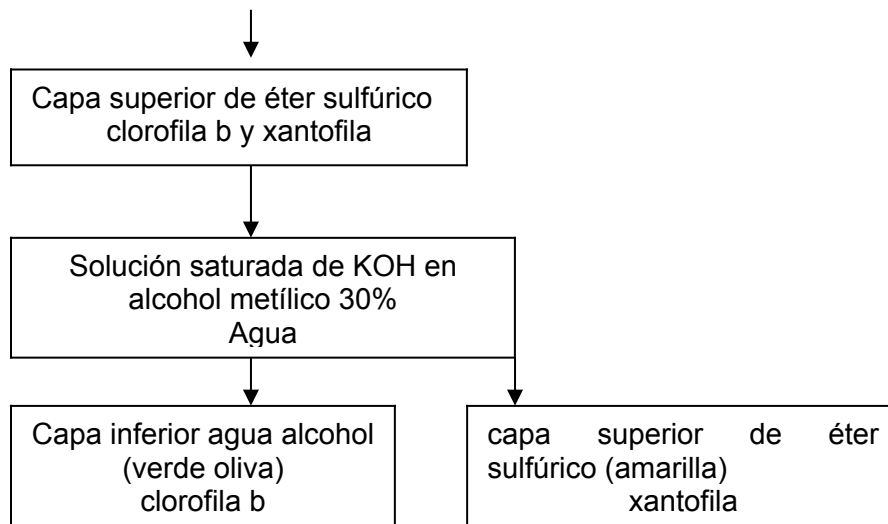 Capa superior de éter sulfúrico
clorofila b y xantofila
Solución saturada de KOH en
alcohol metílico 30%
Agua
Capa inferior agua alcohol
(verde oliva)
clorofila b
capa superior de éter
sulfúrico (amarilla)
xantofila